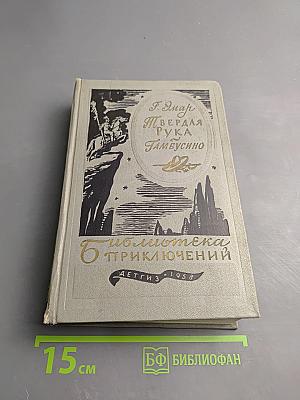 Г. Эмар
Твердая
Рука
Гамбусино
Библиотека
приключений
ДЕТГИЗ • 1958
15 см
БФ БИБЛИОФАН